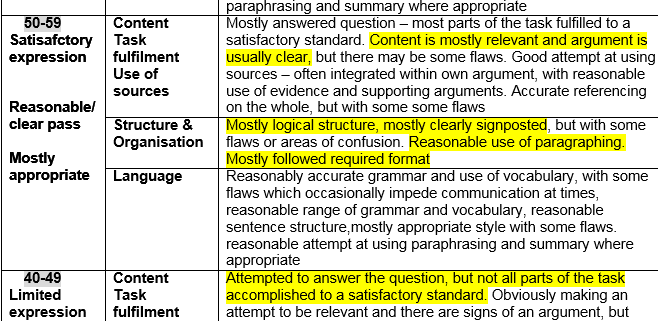 paraphrasing and summary where appropriate
50-59
Satisafctory
expression
Reasonable/
clear pass
Mostly
appropriate
Content
Task
fulfilment
Use of
sources
Mostly answered question – most parts of the task fulfilled to a
satisfactory standard. Content is mostly relevant and argument is
usually clear, but there may be some flaws. Good attempt at using
sources – often integrated within own argument, with reasonable
use of evidence and supporting arguments. Accurate referencing
on the whole, but with some some flaws
Structure &
Organisation
Mostly logical structure, mostly clearly signposted, but with some
flaws or areas of confusion. Reasonable use of paragraphing.
Mostly followed required format
Language
Reasonably accurate grammar and use of vocabulary, with some
flaws which occasionally impede communication at times,
reasonable range of grammar and vocabulary, reasonable
sentence structure,mostly appropriate style with some flaws.
reasonable attempt at using paraphrasing and summary where
appropriate
40-49
Limited
expression
Content
Task
fulfilment
Attempted to answer the question, but not all parts of the task
accomplished to a satisfactory standard. Obviously making an
attempt to be relevant and there are signs of an argument, but